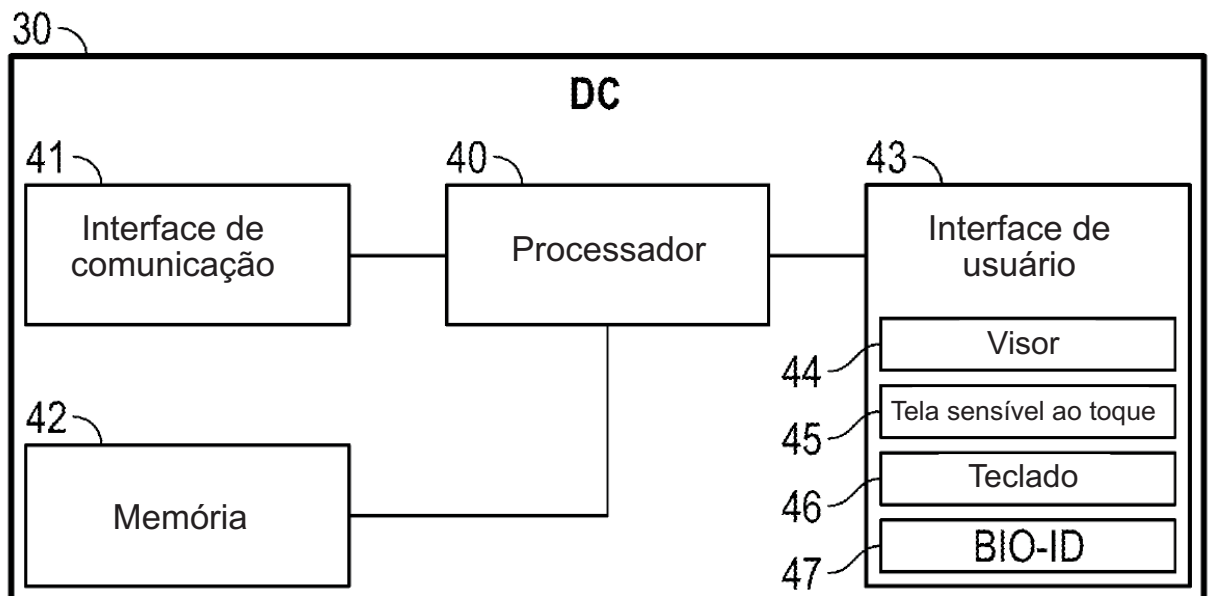 30
DC
41
Interface de
comunicação
40
Processador
43
Interface de
usuário
44
Visor
45
Tela sensível ao toque
46
Teclado
47
BIO-ID
42
Memória